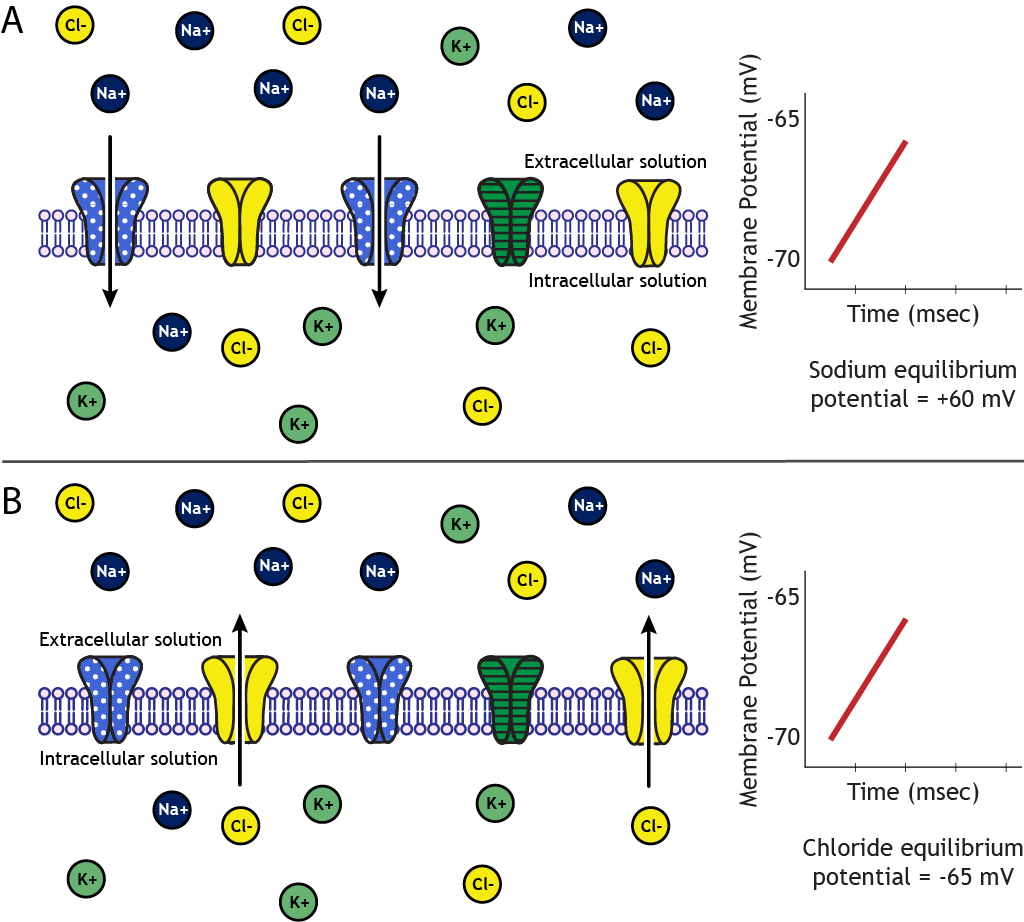 A
Cl-
Na+
Cl-
K+
Na+
Na+
Na+
Na+
Cl-
Na+
Extracellular solution
Intracellular solution
Na+
Cl-
K+
K+
Cl-
K+
K+
Cl-
Membrane Potential (mV)
-65
-70
Time (msec)
Sodium equilibrium
potential = +60 mV
B
Cl-
Na+
Cl-
K+
Na+
Na+
Na+
Na+
Cl-
Na+
Extracellular solution
Intracellular solution
Na+
Cl-
K+
K+
Cl-
K+
K+
Cl-
Membrane Potential (mV)
-65
-70
Time (msec)
Chloride equilibrium
potential = -65 mV